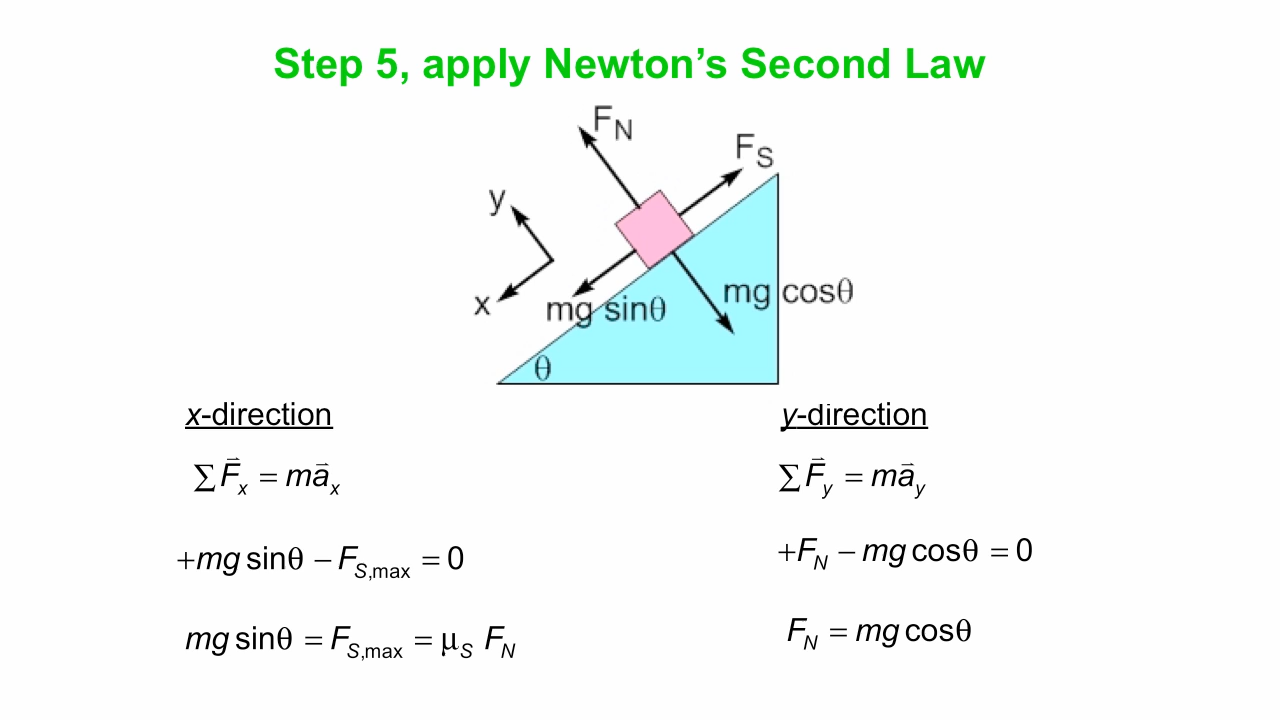 Step 5, apply Newton’s Second Law
F_N
F_S
y
x
mg sinθ
mg cosθ
θ
x-direction
y-direction
∑F⃗_x = ma⃗_x
∑F⃗_y = ma⃗_y
+mg sinθ − F_S,max = 0
+F_N − mg cosθ = 0
mg sinθ = F_S,max = μ_S F_N
F_N = mg cosθ